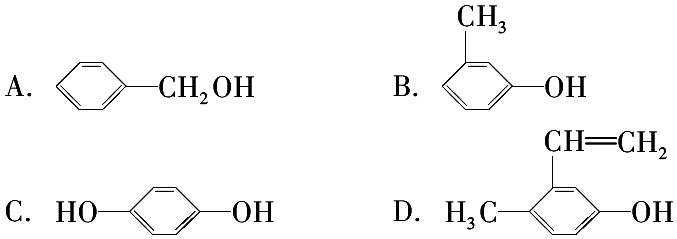 CH₃
A. CH₂OH B. OH
CH=CH₂
C. HO OH D. H₃C OH